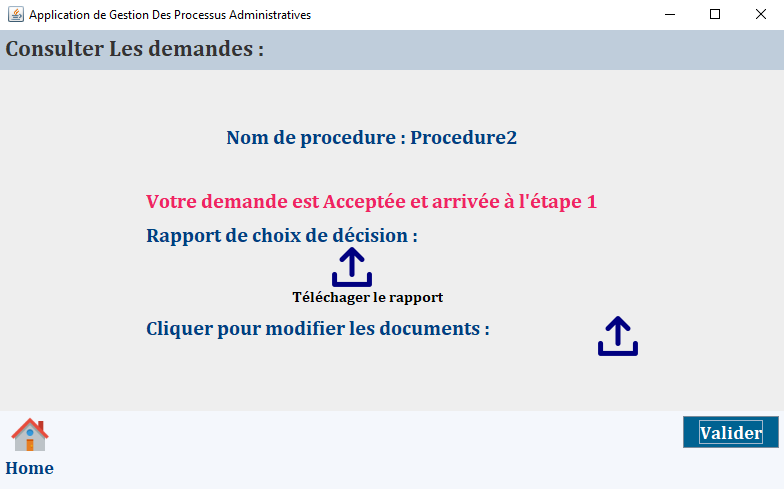 Application de Gestion Des Processus Administratives
Consulter Les demandes :
Nom de procedure : Procedure2
Votre demande est Acceptée et arrivée à l'étape 1
Rapport de choix de décision :
Téléchager le rapport
Cliquer pour modifier les documents :
Valider
Home